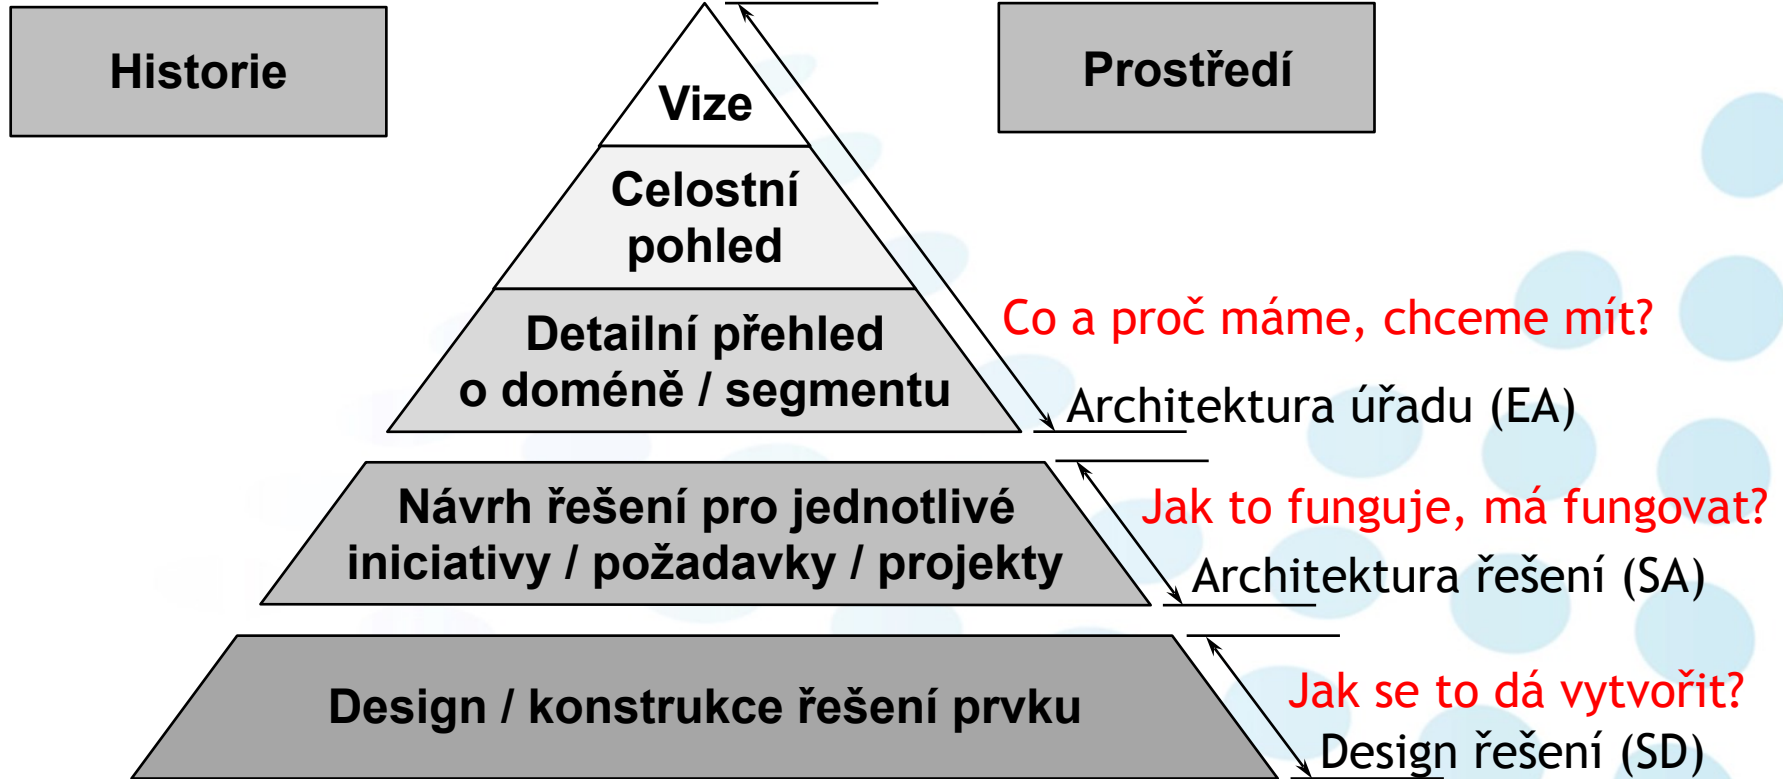 Historie
Prostředí
Vize
Celostní
pohled
Detailní přehled
o doméně / segmentu
Co a proč máme, chceme mít?
Architektura úřadu (EA)
Návrh řešení pro jednotlivé
iniciativy / požadavky / projekty
Jak to funguje, má fungovat?
Architektura řešení (SA)
Design / konstrukce řešení prvku
Jak se to dá vytvořit?
Design řešení (SD)